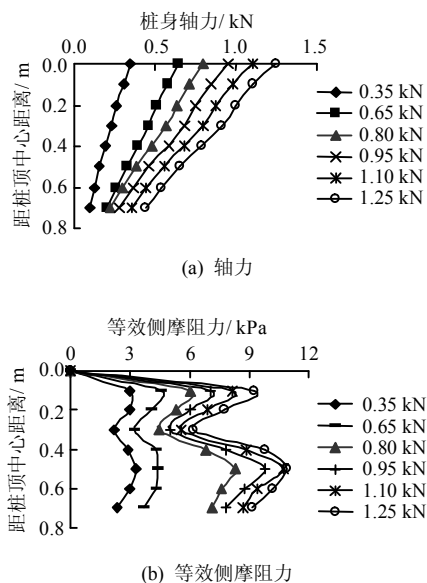 桩身轴力/ kN
0.0 0.5 1.0 1.5
距桩顶中心距离/ m
0.0
0.2
0.4
0.6
0.8
0.35 kN
0.65 kN
0.80 kN
0.95 kN
1.10 kN
1.25 kN
(a) 轴力
等效侧摩阻力/ kPa
0 3 6 9 12
距桩顶中心距离/ m
0.0
0.2
0.4
0.6
0.8
0.35 kN
0.65 kN
0.80 kN
0.95 kN
1.10 kN
1.25 kN
(b) 等效侧摩阻力